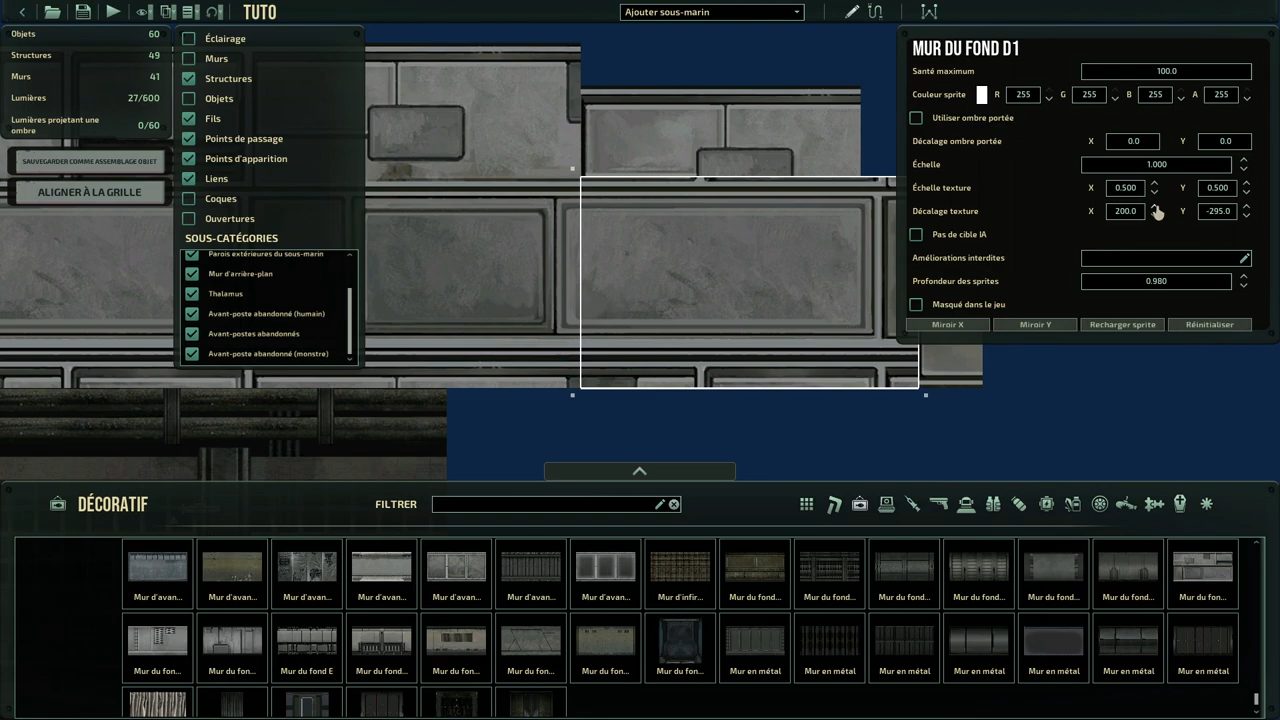 TUTO
Ajouter sous-marin
Objets 60
Structures 49
Murs 41
Lumières 27/600
Lumières projetant une ombre 0/60
SAUVEGARDER COMME ASSEMBLAGE OBJET
ALIGNER À LA GRILLE
Éclairage
Murs
Structures
Objets
Fils
Points de passage
Points d'apparition
Liens
Coques
Ouvertures
SOUS-CATÉGORIES
Parois extérieures du sous-marin
Mur d'arrière-plan
Thalamus
Avant-poste abandonné (humain)
Avant-postes abandonnés
Avant-poste abandonné (monstre)
MUR DU FOND D1
Santé maximum 100.0
Couleur sprite R 255 G 255 B 255 A 255
Utiliser ombre portée
Décalage ombre portée X 0.0 Y 0.0
Échelle 1.000
Échelle texture X 0.500 Y 0.500
Décalage texture X 200.0 Y -295.0
Pas de cible IA
Améliorations interdites
Profondeur des sprites 0.980
Masqué dans le jeu
Miroir X Miroir Y Recharger sprite Réinitialiser
DÉCORATIF
FILTRER
Mur d'avan... Mur d'avan... Mur d'avan... Mur d'avan... Mur d'avan... Mur d'avan... Mur d'avan... Mur d'infir... Mur du fond... Mur du fond... Mur du fond... Mur du fond... Mur du fond... Mur du fond... Mur du fon...
Mur du fon... Mur du fon... Mur du fond E Mur du fond... Mur du fon... Mur du fon... Mur du fon... Mur du fon... Mur en métal Mur en métal Mur en métal Mur en métal Mur en métal Mur en métal Mur en métal